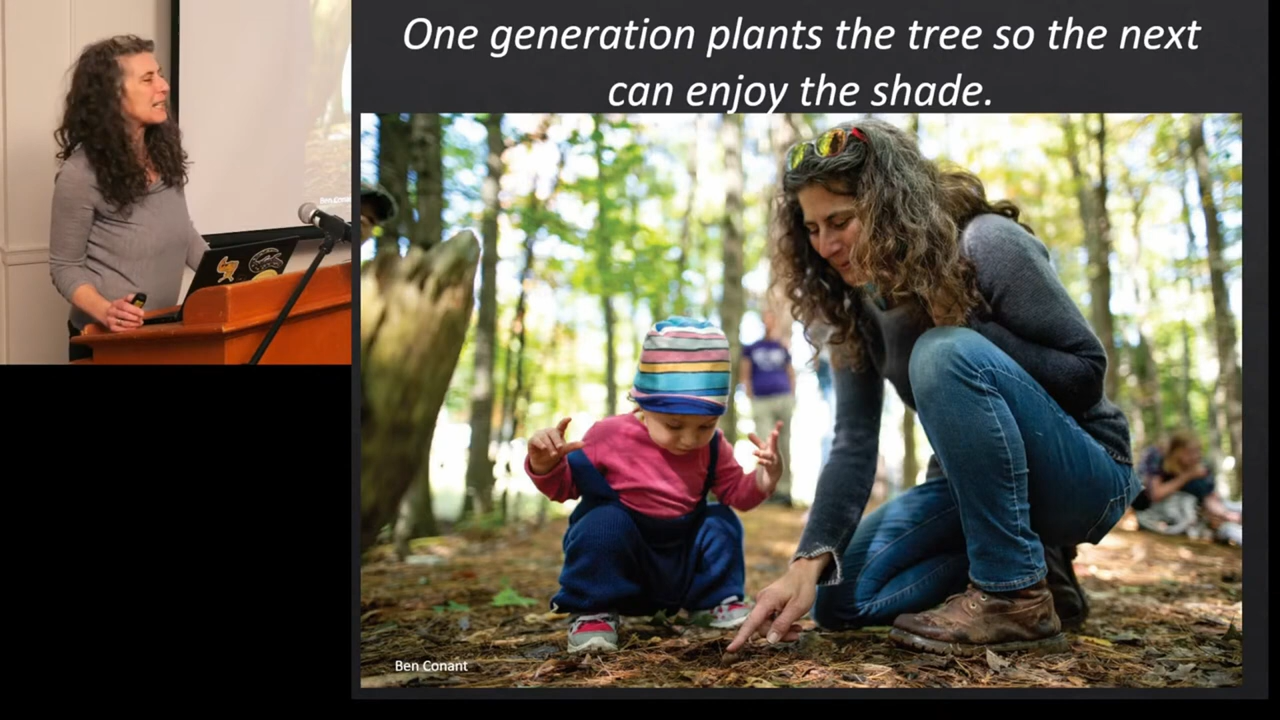 One generation plants the tree so the next
can enjoy the shade.
Ben Conant